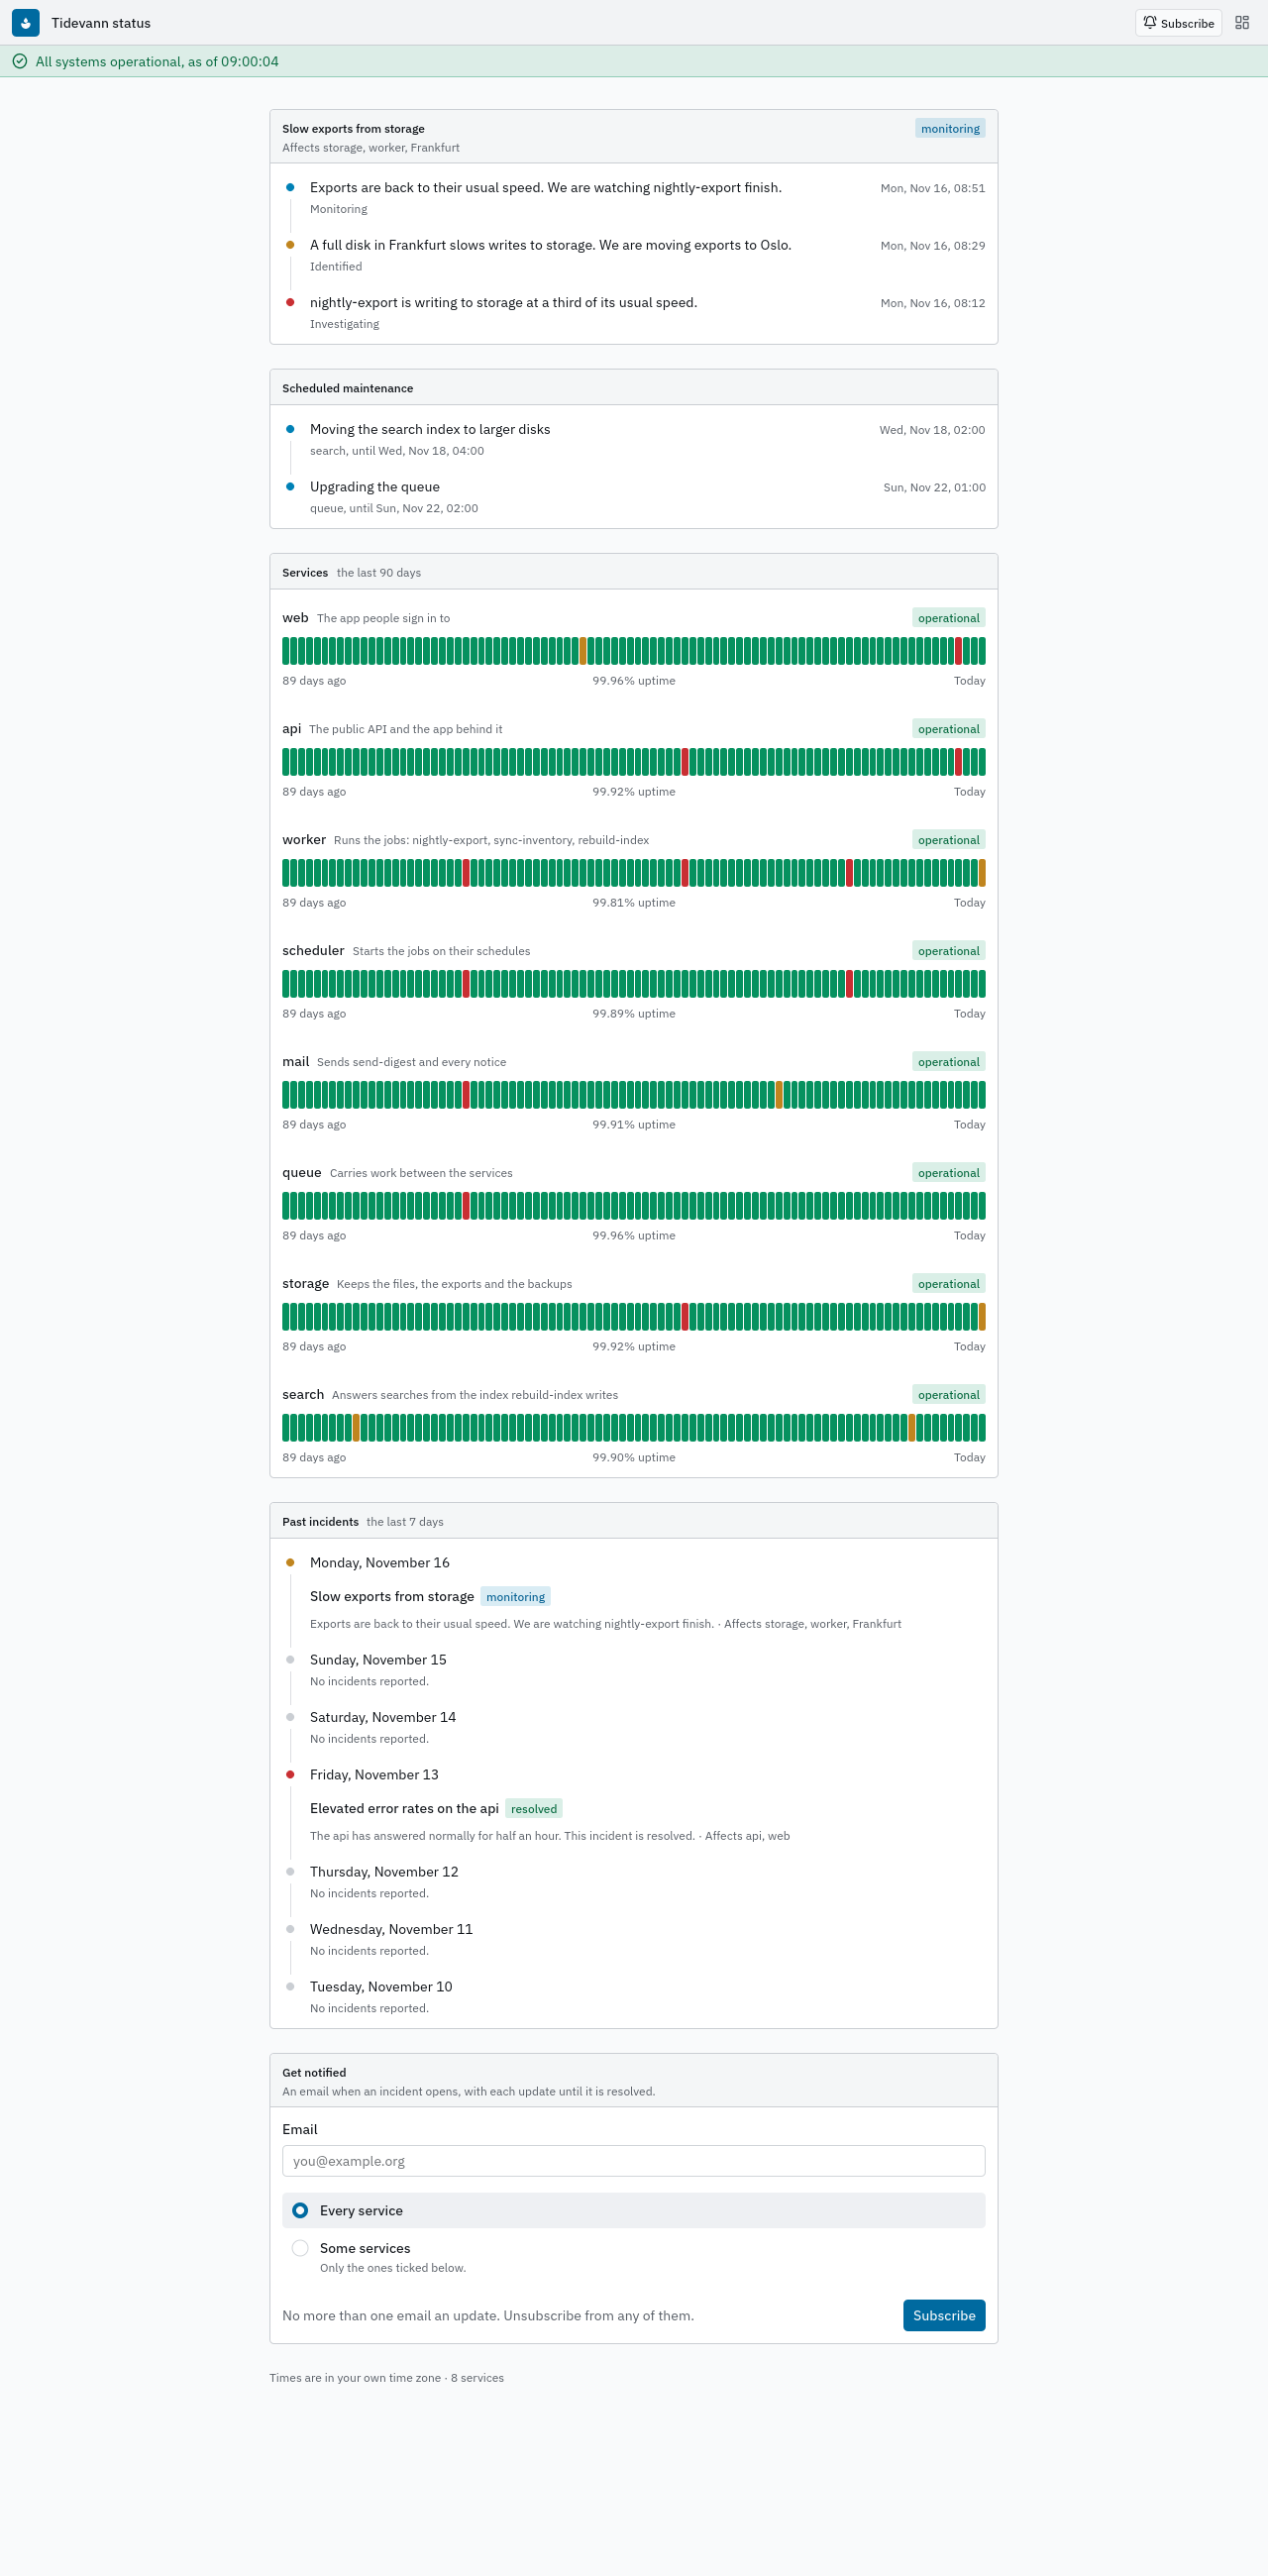 Tidevann status
Subscribe
All systems operational, as of 09:00:04
Slow exports from storage
monitoring
Affects storage, worker, Frankfurt
Exports are back to their usual speed. We are watching nightly-export finish.
Mon, Nov 16, 08:51
Monitoring
A full disk in Frankfurt slows writes to storage. We are moving exports to Oslo.
Mon, Nov 16, 08:29
Identified
nightly-export is writing to storage at a third of its usual speed.
Mon, Nov 16, 08:12
Investigating
Scheduled maintenance
Moving the search index to larger disks
Wed, Nov 18, 02:00
search, until Wed, Nov 18, 04:00
Upgrading the queue
Sun, Nov 22, 01:00
queue, until Sun, Nov 22, 02:00
Services the last 90 days
web The app people sign in to
operational
89 days ago
99.96% uptime
Today
api The public API and the app behind it
operational
89 days ago
99.92% uptime
Today
worker Runs the jobs: nightly-export, sync-inventory, rebuild-index
operational
89 days ago
99.81% uptime
Today
scheduler Starts the jobs on their schedules
operational
89 days ago
99.89% uptime
Today
mail Sends send-digest and every notice
operational
89 days ago
99.91% uptime
Today
queue Carries work between the services
operational
89 days ago
99.96% uptime
Today
storage Keeps the files, the exports and the backups
operational
89 days ago
99.92% uptime
Today
search Answers searches from the index rebuild-index writes
operational
89 days ago
99.90% uptime
Today
Past incidents the last 7 days
Monday, November 16
Slow exports from storage monitoring
Exports are back to their usual speed. We are watching nightly-export finish. · Affects storage, worker, Frankfurt
Sunday, November 15
No incidents reported.
Saturday, November 14
No incidents reported.
Friday, November 13
Elevated error rates on the api resolved
The api has answered normally for half an hour. This incident is resolved. · Affects api, web
Thursday, November 12
No incidents reported.
Wednesday, November 11
No incidents reported.
Tuesday, November 10
No incidents reported.
Get notified
An email when an incident opens, with each update until it is resolved.
Email
you@example.org
Every service
Some services
Only the ones ticked below.
No more than one email an update. Unsubscribe from any of them.
Subscribe
Times are in your own time zone · 8 services